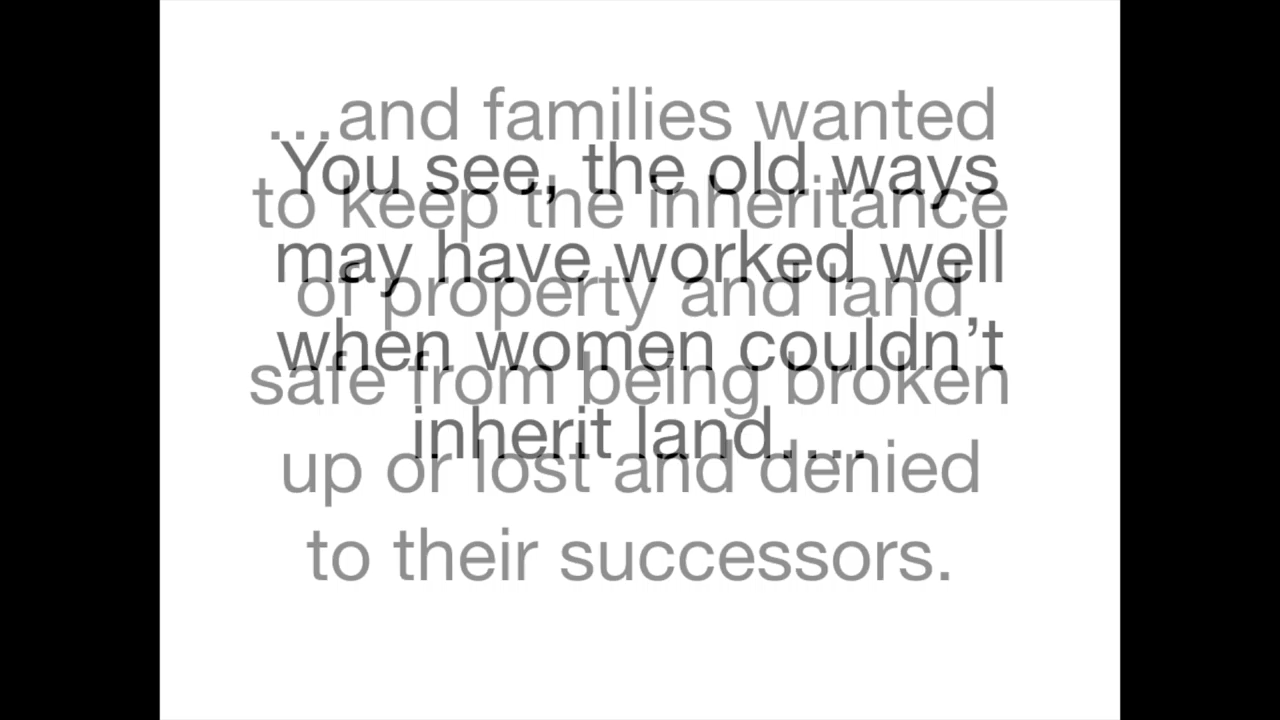 You see, the old ways
may have worked well
when women couldn’t
inherit land.…
…and families wanted
to keep the inheritance
of property and land,
safe from being broken
up or lost and denied
to their successors.